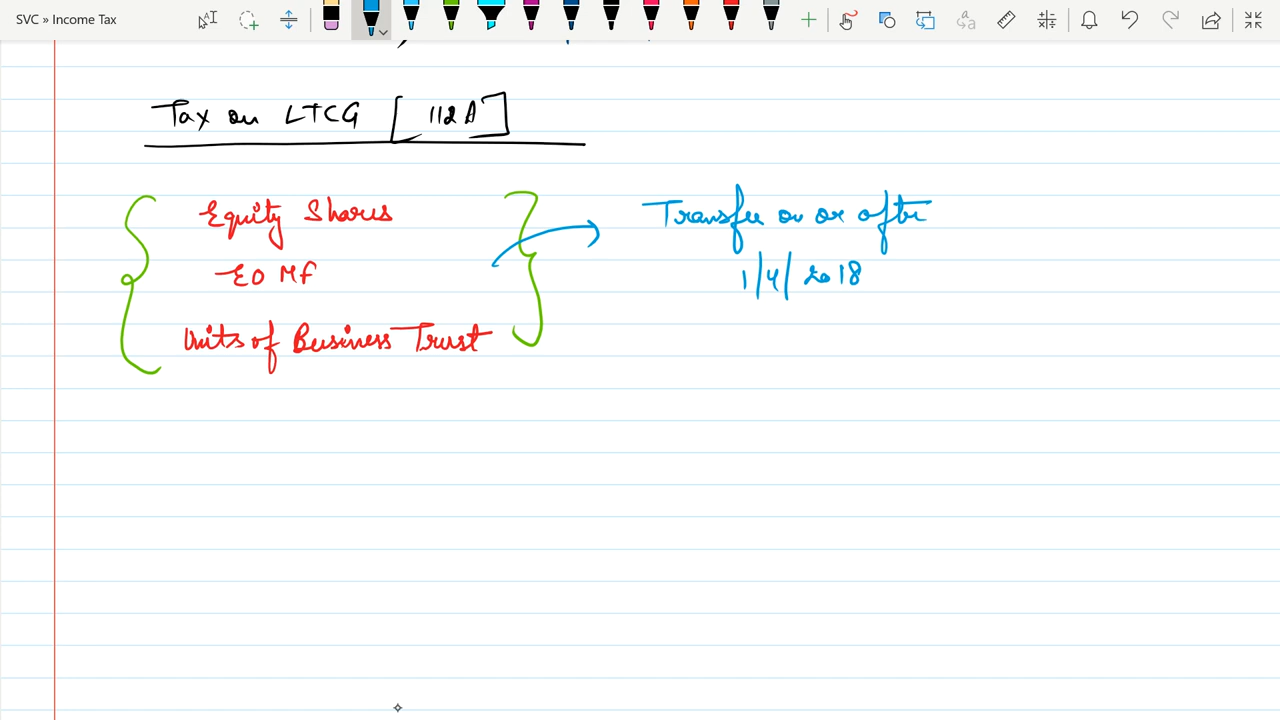 SVC » Income Tax
Tax on LTCG [112A]
Equity Shares
EO MF
Units of Business Trust
Transfer on or after
1/4/2018